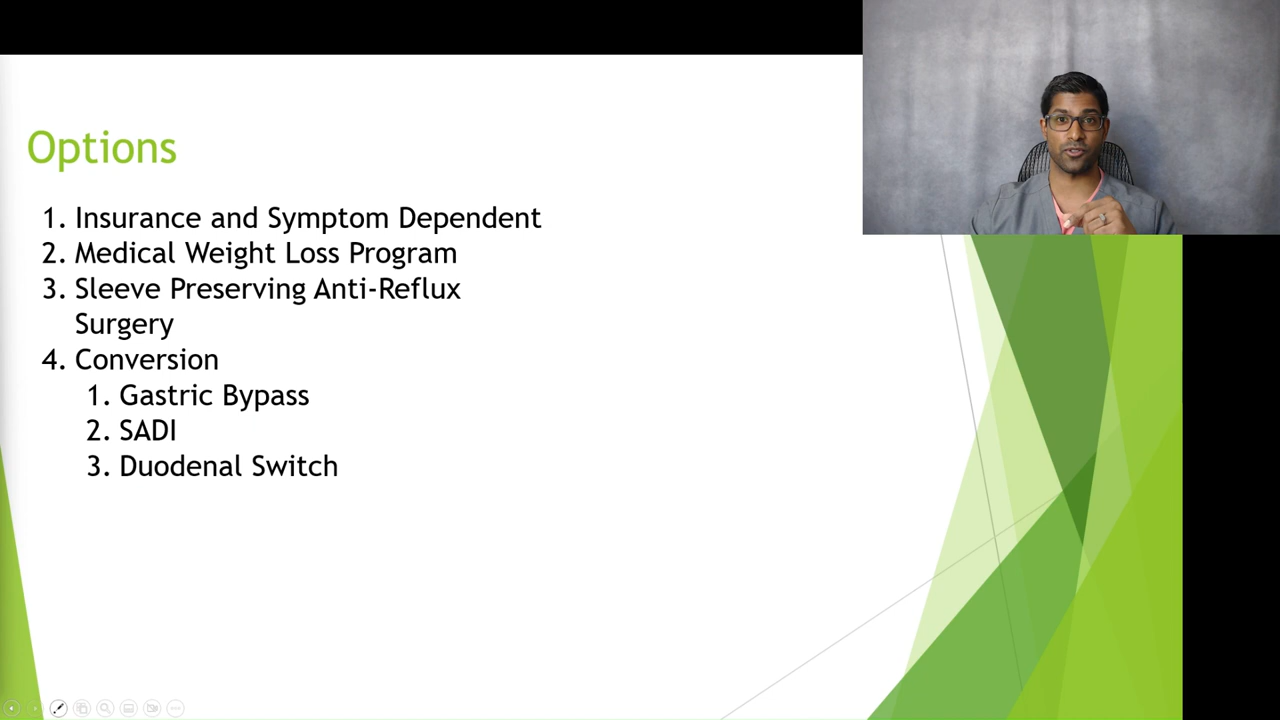 Options
1. Insurance and Symptom Dependent
2. Medical Weight Loss Program
3. Sleeve Preserving Anti-Reflux
Surgery
4. Conversion
1. Gastric Bypass
2. SADI
3. Duodenal Switch